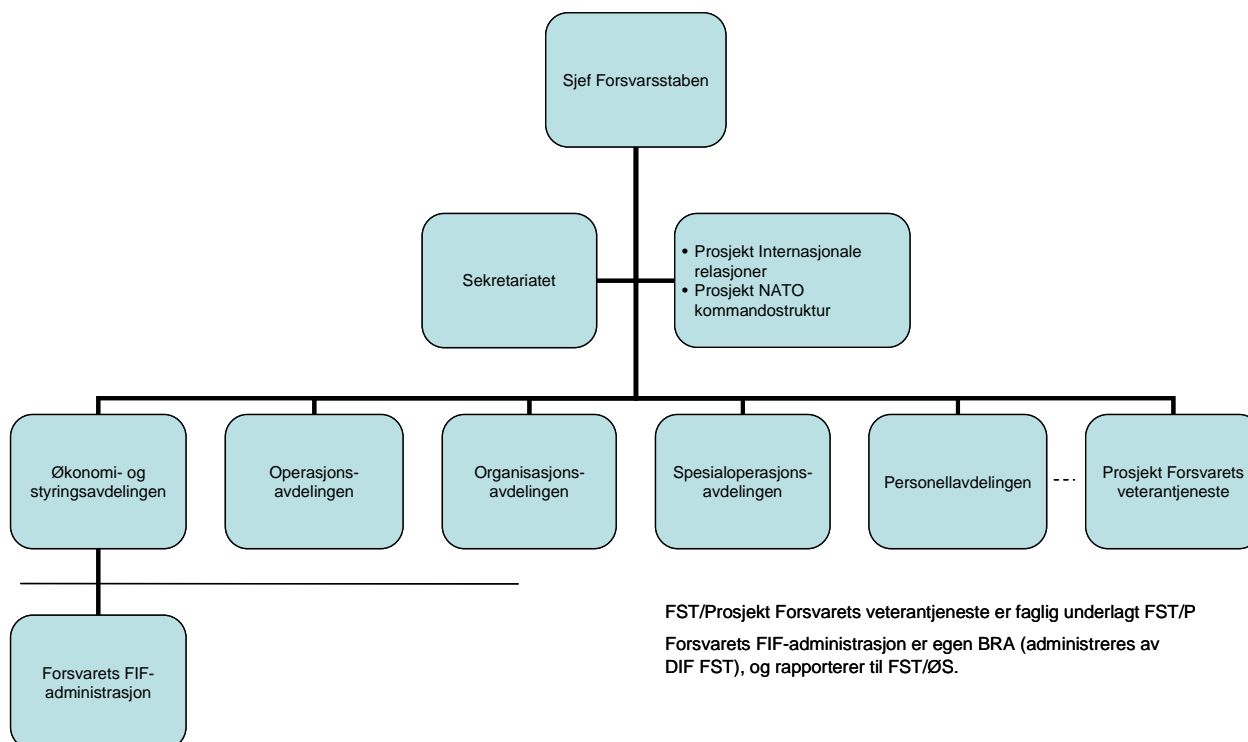 Sjef Forsvarsstaben
Sekretariatet
• Prosjekt Internasjonale
relasjoner
• Prosjekt NATO
kommandostruktur
Økonomi- og
styringsavdelingen
Operasjons-
avdelingen
Organisasjons-
avdelingen
Spesialoperasjons-
avdelingen
Personellavdelingen
Prosjekt Forsvarets
veterantjeneste
Forsvarets FIF-
administrasjon
FST/Prosjekt Forsvarets veterantjeneste er faglig underlagt FST/P
Forsvarets FIF-administrasjon er egen BRA (administreres av
DIF FST), og rapporterer til FST/ØS.